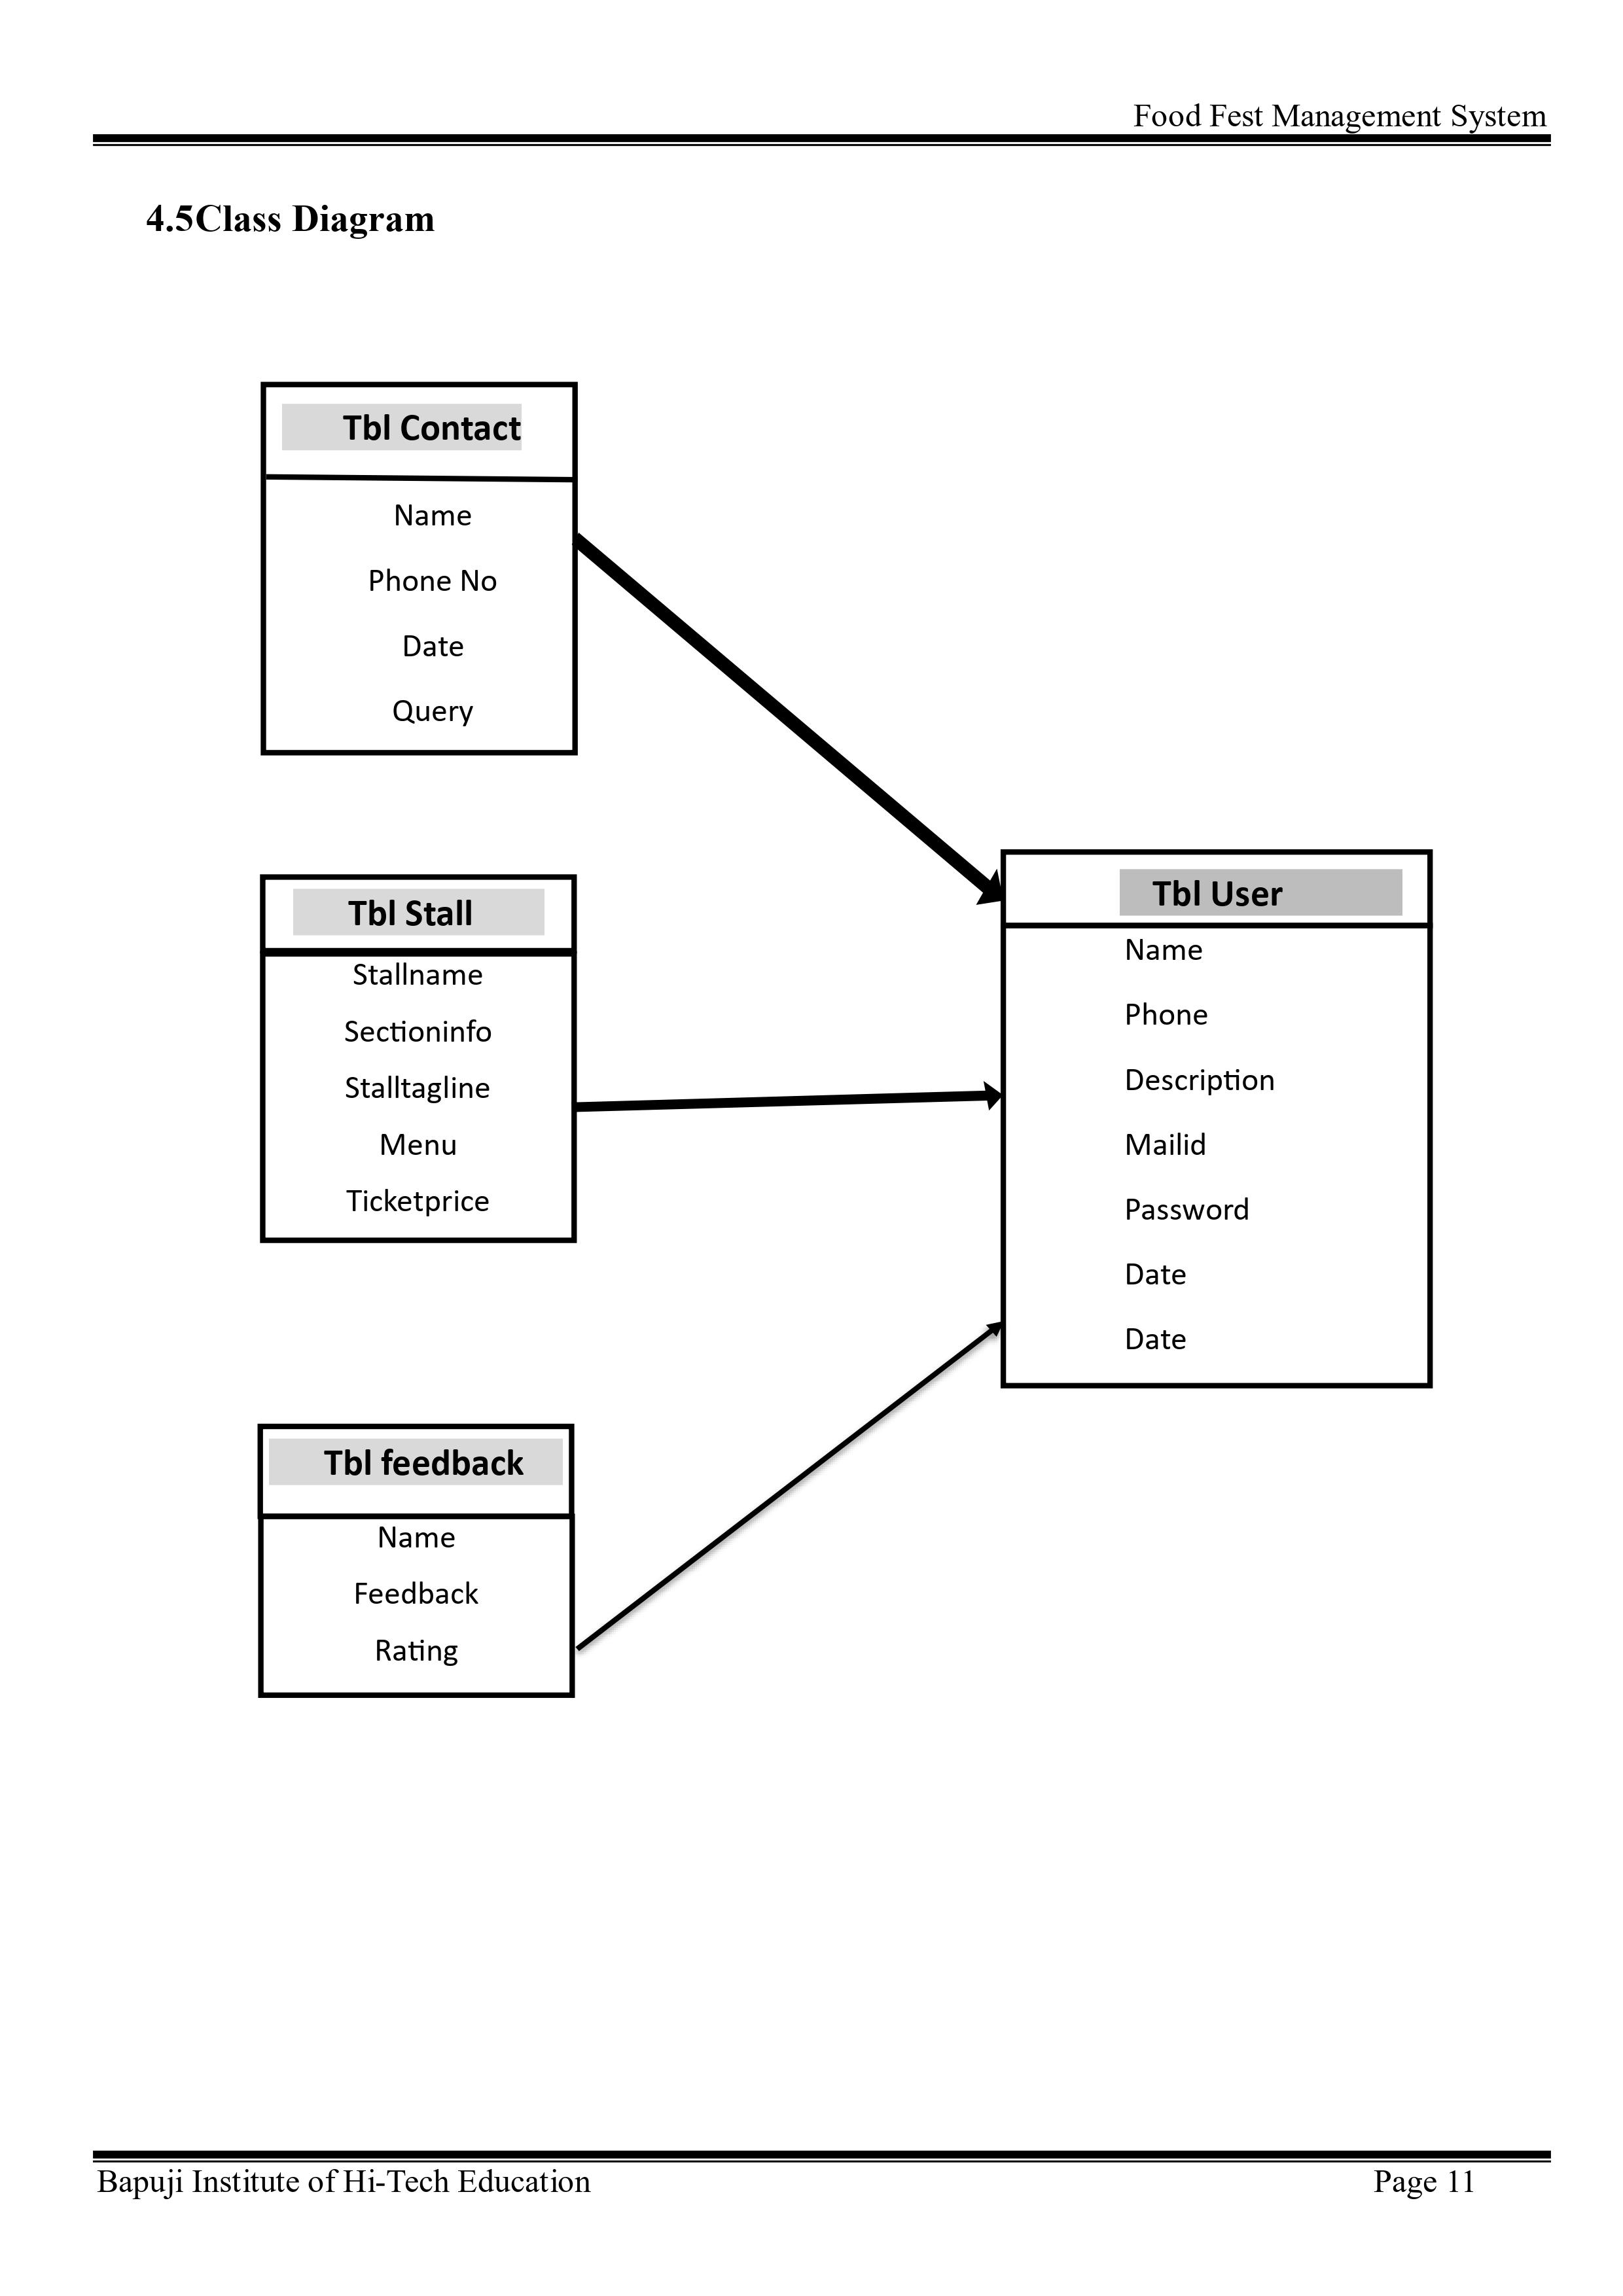 Food Fest Management System
4.5Class Diagram
Tbl Contact
Name
Phone No
Date
Query
Tbl Stall
Stallname
Sectioninfo
Stalltagline
Menu
Ticketprice
Tbl feedback
Name
Feedback
Rating
Tbl User
Name
Phone
Description
Mailid
Password
Date
Date
Bapuji Institute of Hi-Tech Education Page 11